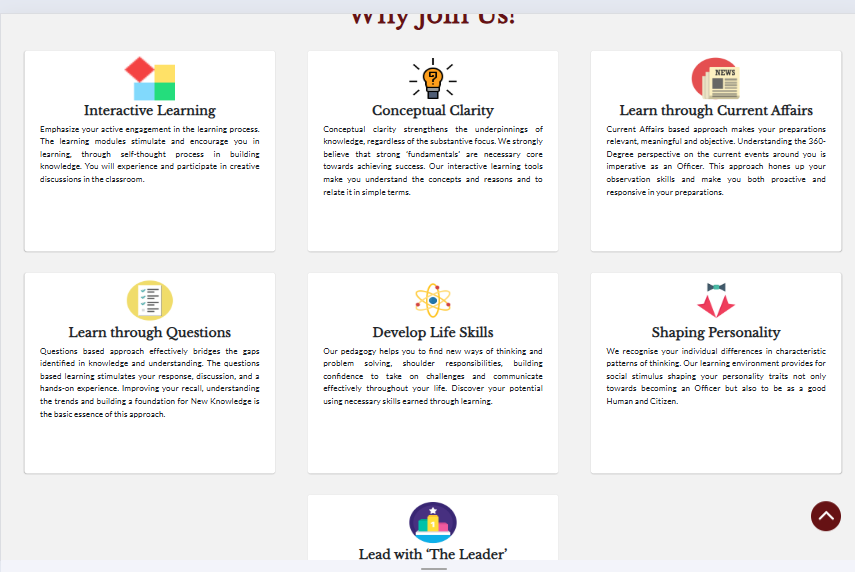 Why Join Us!
Interactive Learning
Emphasize your active engagement in the learning process.
The learning modules stimulate and encourage you in
learning, through self-thought process in building
knowledge. You will experience and participate in creative
discussions in the classroom.
Conceptual Clarity
Conceptual clarity strengthens the underpinnings of
knowledge, regardless of the substantive focus. We strongly
believe that strong 'fundamentals' are necessary core
towards achieving success. Our interactive learning tools
make you understand the concepts and reasons and to
relate it in simple terms.
NEWS
Learn through Current Affairs
Current Affairs based approach makes your preparations
relevant, meaningful and objective. Understanding the 360-
Degree perspective on the current events around you is
imperative as an Officer. This approach hones up your
observation skills and make you both proactive and
responsive in your preparations.
Learn through Questions
Questions based approach effectively bridges the gaps
identified in knowledge and understanding. The questions
based learning stimulates your response, discussion, and a
hands-on experience. Improving your recall, understanding
the trends and building a foundation for New Knowledge is
the basic essence of this approach.
Develop Life Skills
Our pedagogy helps you to find new ways of thinking and
problem solving, shoulder responsibilities, building
confidence to take on challenges and communicate
effectively throughout your life. Discover your potential
using necessary skills earned through learning.
Shaping Personality
We recognise your individual differences in characteristic
patterns of thinking. Our learning environment provides for
social stimulus shaping your personality traits not only
towards becoming an Officer but also to be as a good
Human and Citizen.
1
Lead with ‘The Leader’